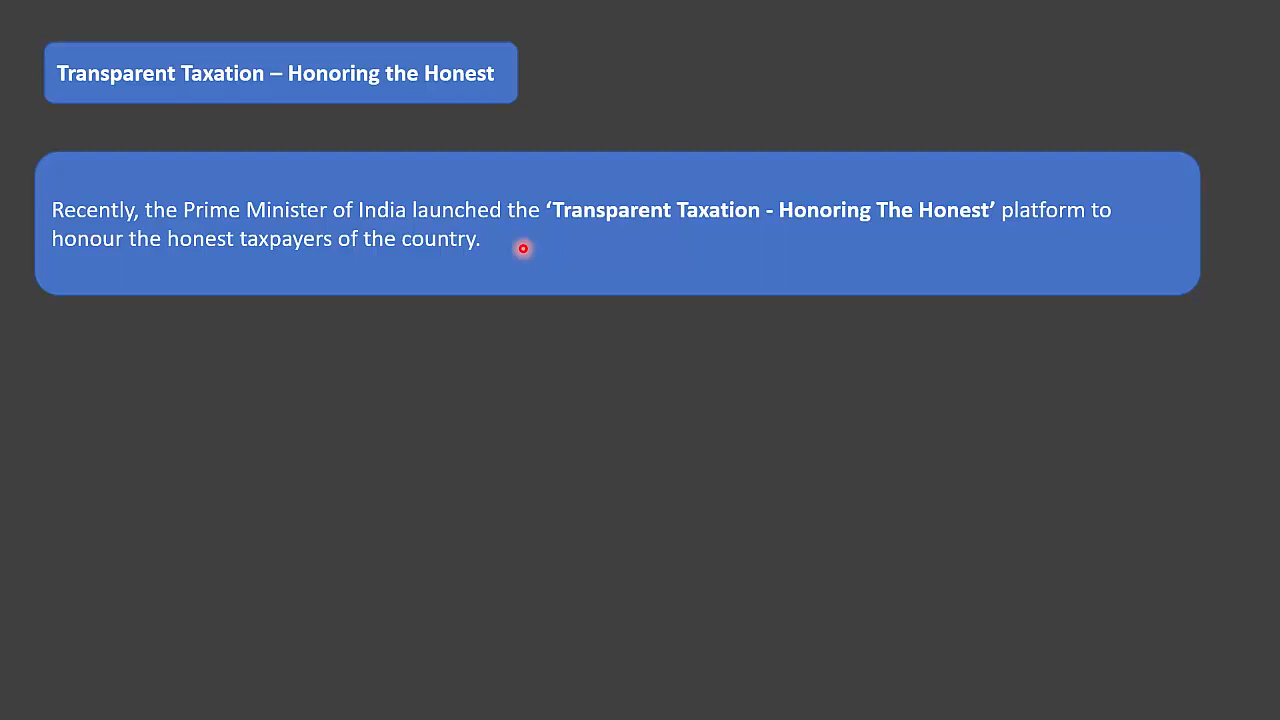 Transparent Taxation – Honoring the Honest
Recently, the Prime Minister of India launched the ‘Transparent Taxation - Honoring The Honest’ platform to
honour the honest taxpayers of the country.